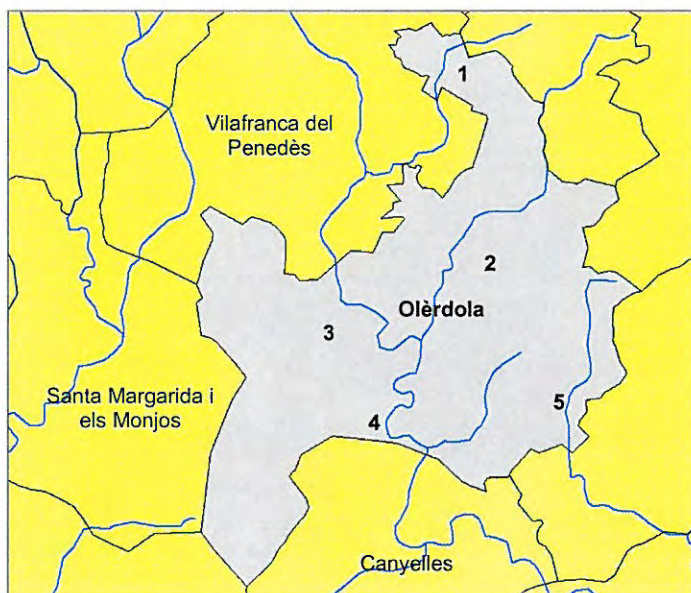 1
Vilafranca del
Penedès
2
Olèrdola
3
Santa Margarida i
els Monjos
4
5
Canyelles